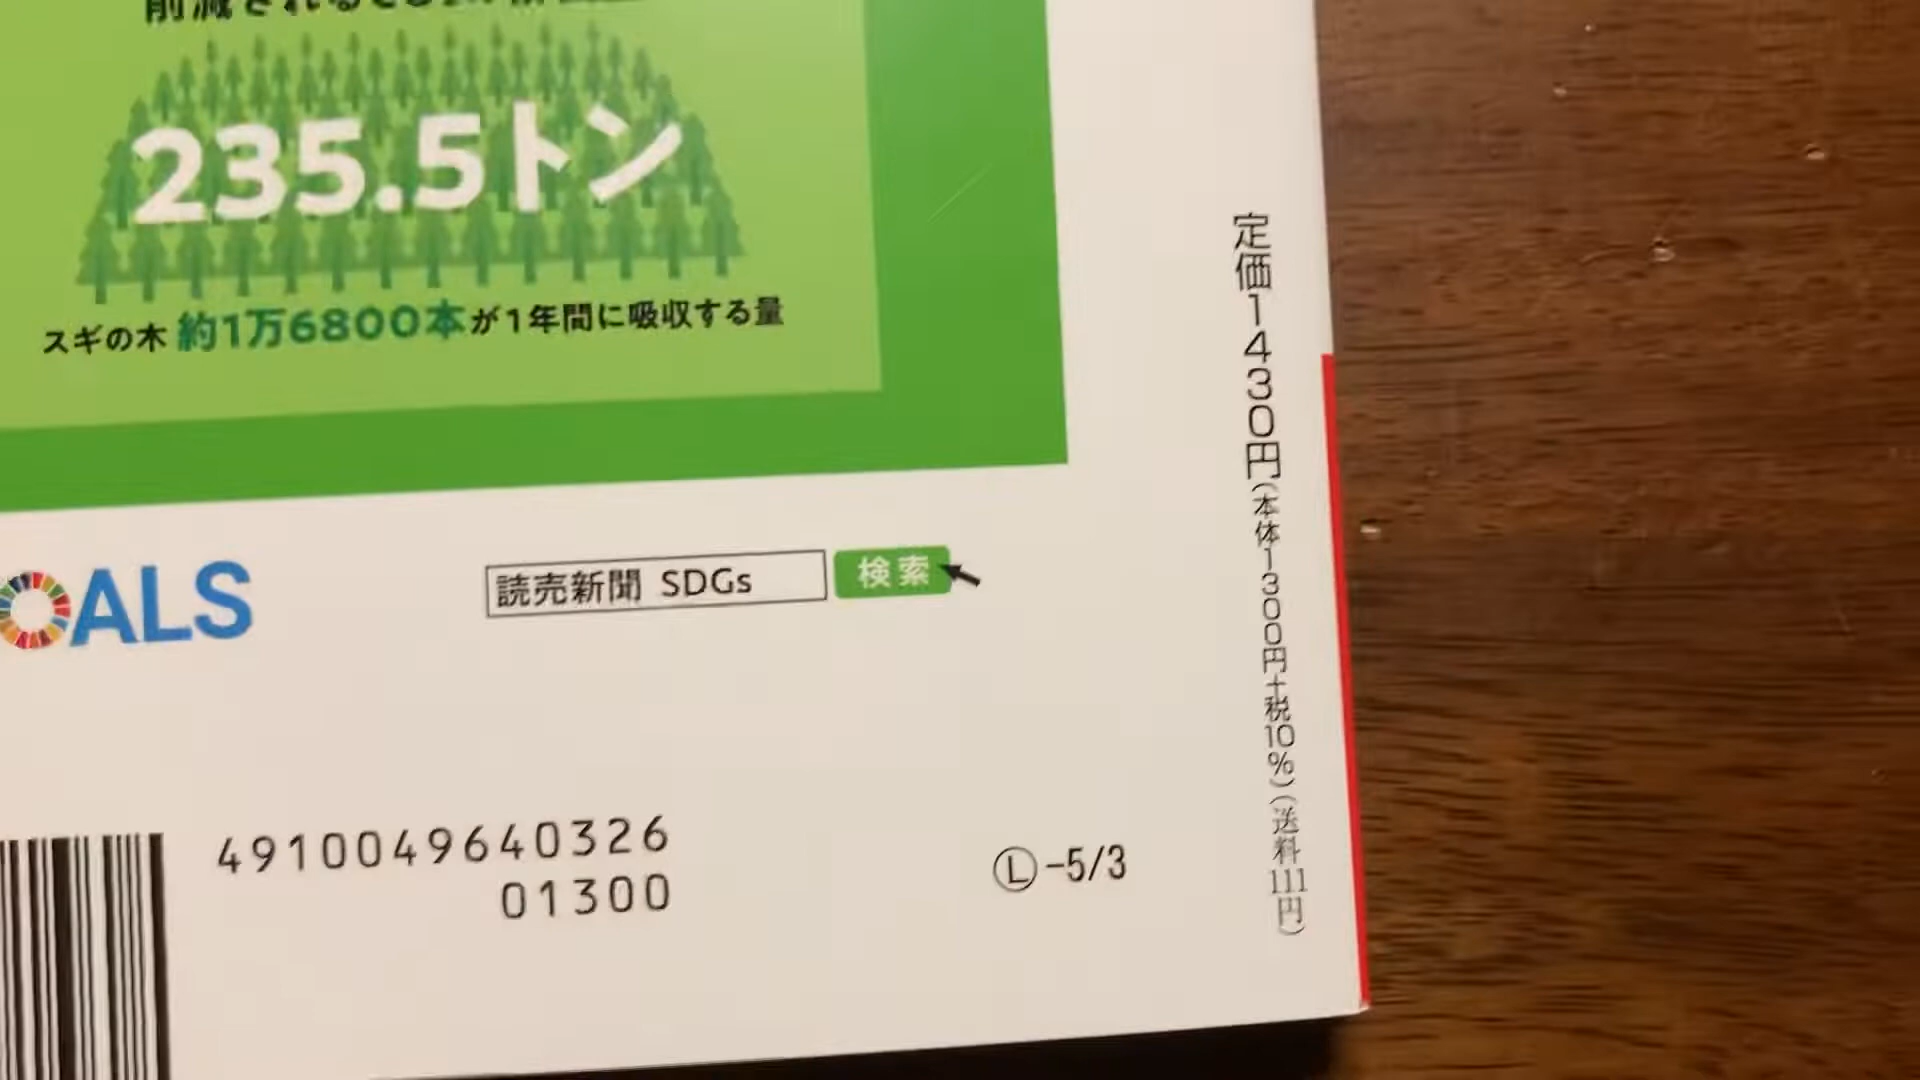 235.5トン
スギの木 約1万6800本が1年間に吸収する量
ALS
読売新聞 SDGs 検索
4910049640326
01300
Ⓛ-5/3
定価1430円(本体1300円+税10%)(送料111円)